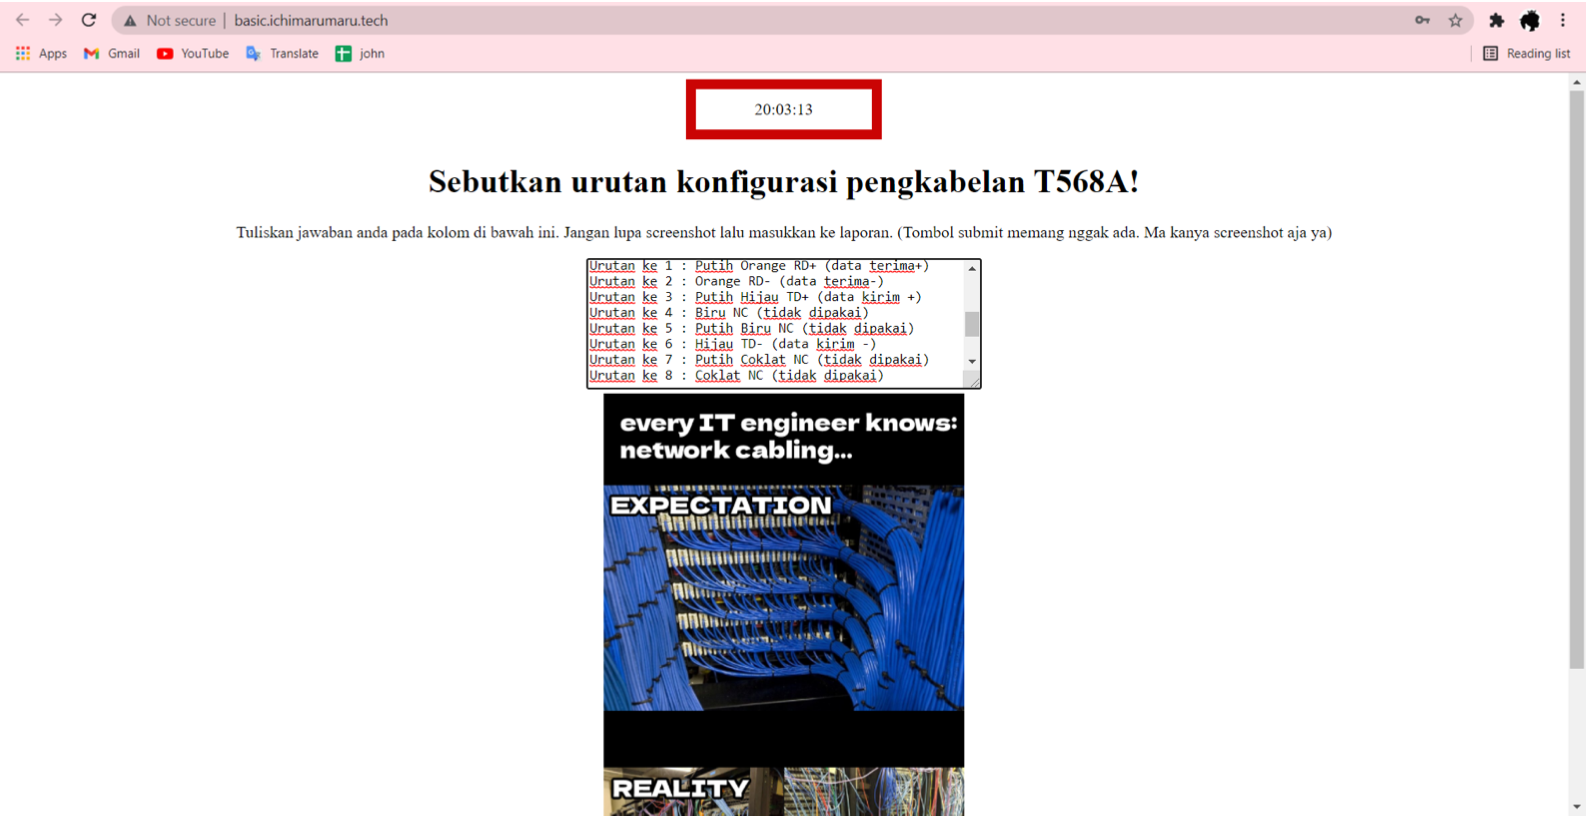 Not secure | basic.ichimarumaru.tech
Apps Gmail YouTube Translate john Reading list
20:03:13
Sebutkan urutan konfigurasi pengkabelan T568A!
Tuliskan jawaban anda pada kolom di bawah ini. Jangan lupa screenshot lalu masukkan ke laporan. (Tombol submit memang nggak ada. Ma kanya screenshot aja ya)
Urutan ke 1 : Putih Orange RD+ (data terima+)
Urutan ke 2 : Orange RD- (data terima-)
Urutan ke 3 : Putih Hijau TD+ (data kirim +)
Urutan ke 4 : Biru NC (tidak dipakai)
Urutan ke 5 : Putih Biru NC (tidak dipakai)
Urutan ke 6 : Hijau TD- (data kirim -)
Urutan ke 7 : Putih Coklat NC (tidak dipakai)
Urutan ke 8 : Coklat NC (tidak dipakai)
every IT engineer knows:
network cabling...
EXPECTATION
REALITY